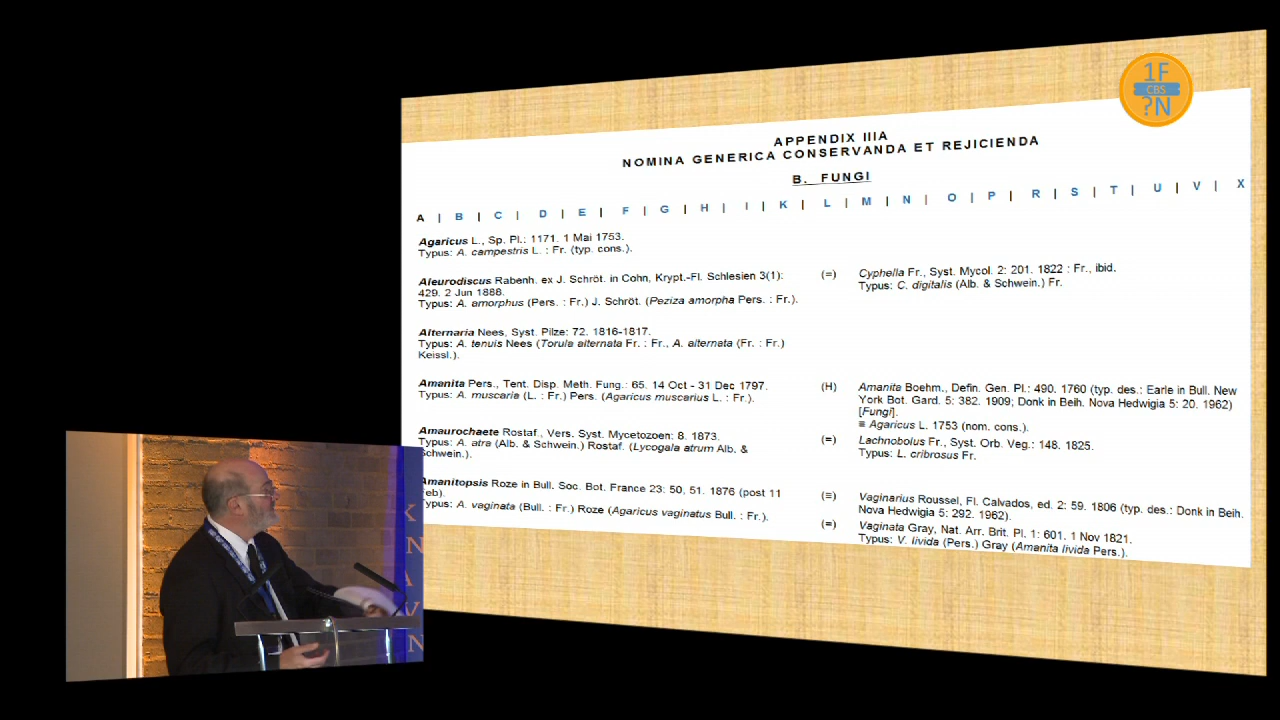 1F
CBS
?N
APPENDIX IIIA
NOMINA GENERICA CONSERVANDA ET REJICIENDA
B. FUNGI
A | B | C | D | E | F | G | H | I | K | L | M | N | O | P | R | S | T | U | V | X
Agaricus L., Sp. Pl.: 1171. 1 Mai 1753.
Typus: A. campestris L. : Fr. (typ. cons.).
Aleurodiscus Rabenh. ex J. Schröt. in Cohn, Krypt.-Fl. Schlesien 3(1):
429. 2 Jun 1888.
Typus: A. amorphus (Pers. : Fr.) J. Schröt. (Peziza amorpha Pers. : Fr.).
(=) Cyphella Fr., Syst. Mycol. 2: 201. 1822 : Fr., ibid.
Typus: C. digitalis (Alb. & Schwein.) Fr.
Alternaria Nees, Syst. Pilze: 72. 1816-1817.
Typus: A. tenuis Nees (Torula alternata Fr. : Fr., A. alternata (Fr. : Fr.)
Keissl.).
Amanita Pers., Tent. Disp. Meth. Fung.: 65. 14 Oct - 31 Dec 1797.
Typus: A. muscaria (L. : Fr.) Pers. (Agaricus muscarius L. : Fr.).
(H) Amanita Boehm., Defin. Gen. Pl.: 490. 1760 (typ. des.: Earle in Bull. New
York Bot. Gard. 5: 382. 1909; Donk in Beih. Nova Hedwigia 5: 20. 1962)
[Fungi].
≡ Agaricus L. 1753 (nom. cons.).
Amaurochaete Rostaf., Vers. Syst. Mycetozoen: 8. 1873.
Typus: A. atra (Alb. & Schwein.) Rostaf. (Lycogala atrum Alb. &
Schwein.).
(=) Lachnobolus Fr., Syst. Orb. Veg.: 148. 1825.
Typus: L. cribrosus Fr.
Amanitopsis Roze in Bull. Soc. Bot. France 23: 50, 51. 1876 (post 11
Feb).
Typus: A. vaginata (Bull. : Fr.) Roze (Agaricus vaginatus Bull. : Fr.).
(≡) Vaginarius Roussel, Fl. Calvados, ed. 2: 59. 1806 (typ. des.: Donk in Beih.
Nova Hedwigia 5: 292. 1962).
(=) Vaginata Gray, Nat. Arr. Brit. Pl. 1: 601. 1 Nov 1821.
Typus: V. livida (Pers.) Gray (Amanita livida Pers.).
K
N
A
V
N